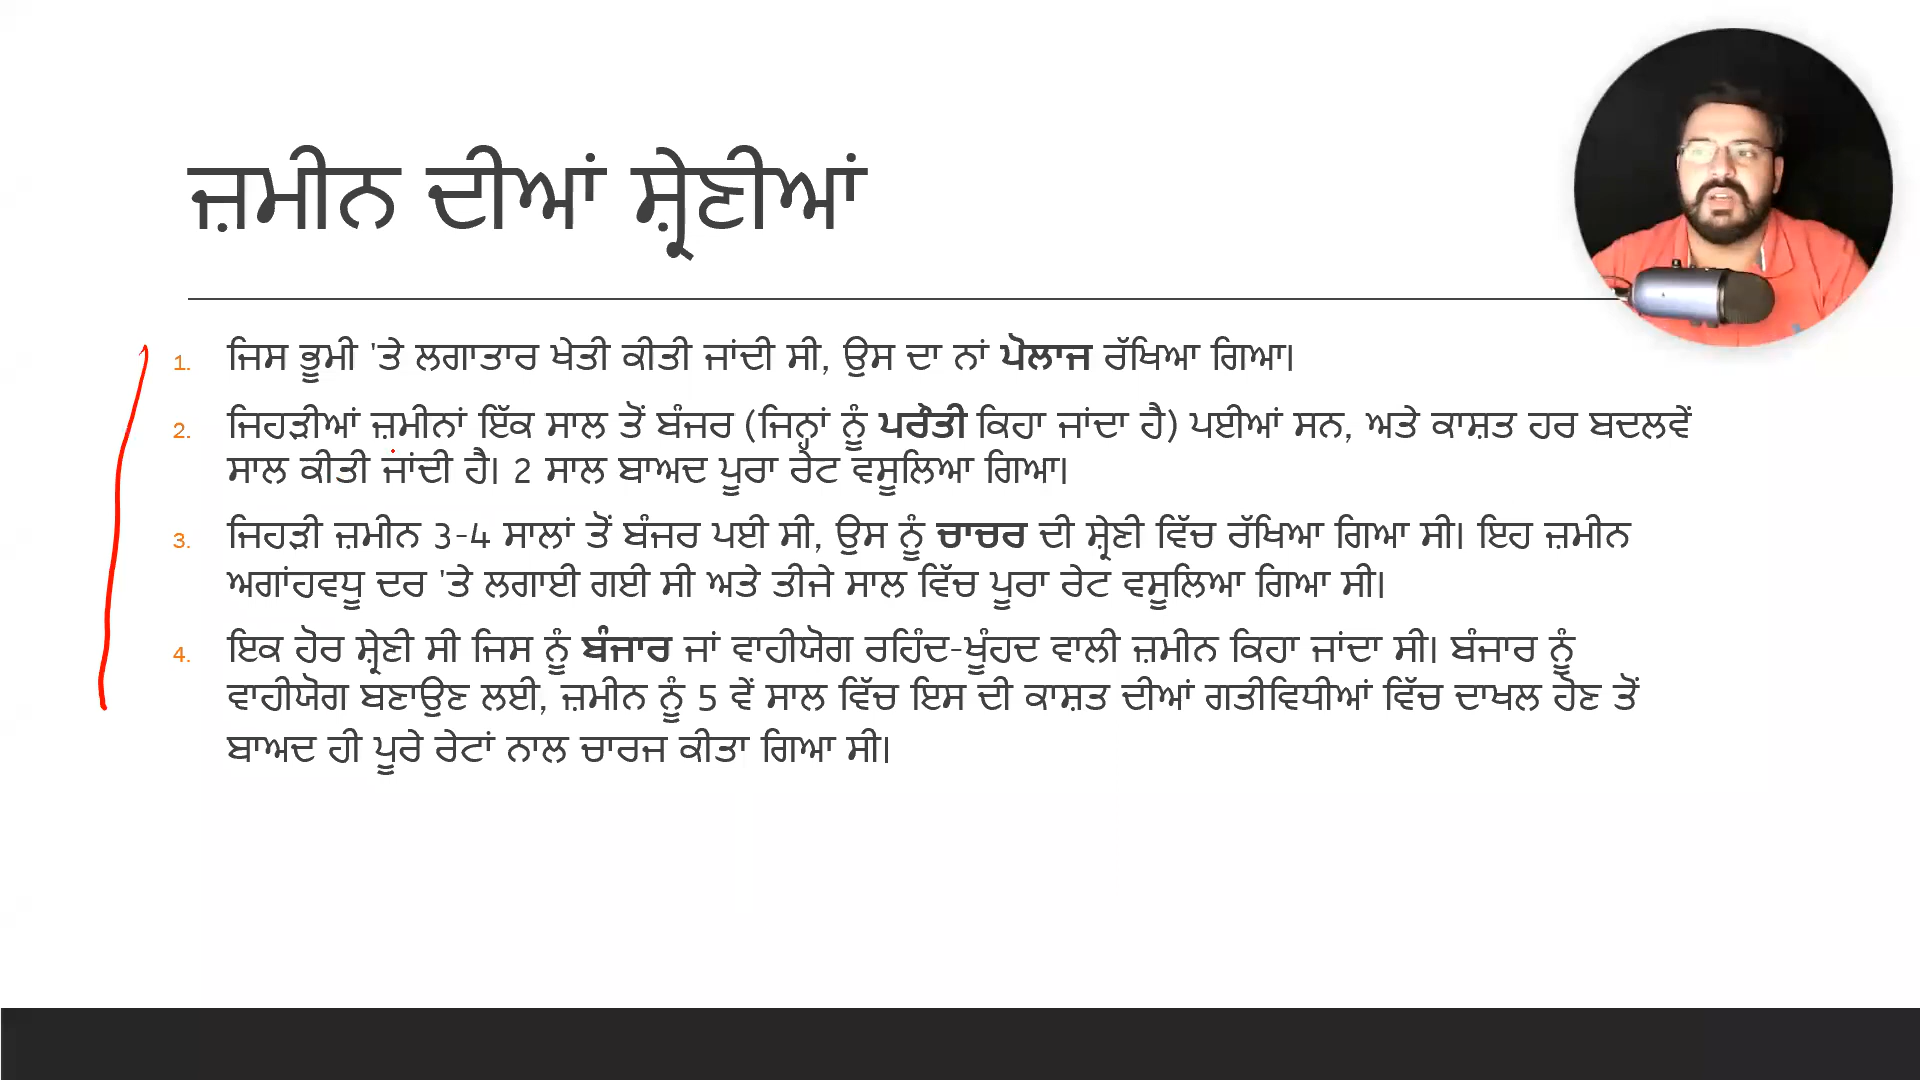 ਜ਼ਮੀਨ ਦੀਆਂ ਸ਼੍ਰੇਣੀਆਂ
1. ਜਿਸ ਭੂਮੀ 'ਤੇ ਲਗਾਤਾਰ ਖੇਤੀ ਕੀਤੀ ਜਾਂਦੀ ਸੀ, ਉਸ ਦਾ ਨਾਂ ਪੋਲਾਜ ਰੱਖਿਆ ਗਿਆ।
2. ਜਿਹੜੀਆਂ ਜ਼ਮੀਨਾਂ ਇੱਕ ਸਾਲ ਤੋਂ ਬੰਜਰ (ਜਿਨ੍ਹਾਂ ਨੂੰ ਪਰੌਤੀ ਕਿਹਾ ਜਾਂਦਾ ਹੈ) ਪਈਆਂ ਸਨ, ਅਤੇ ਕਾਸ਼ਤ ਹਰ ਬਦਲਵੇਂ
ਸਾਲ ਕੀਤੀ ਜਾਂਦੀ ਹੈ। 2 ਸਾਲ ਬਾਅਦ ਪੂਰਾ ਰੇਟ ਵਸੂਲਿਆ ਗਿਆ।
3. ਜਿਹੜੀ ਜ਼ਮੀਨ 3-4 ਸਾਲਾਂ ਤੋਂ ਬੰਜਰ ਪਈ ਸੀ, ਉਸ ਨੂੰ ਚਾਚਰ ਦੀ ਸ਼੍ਰੇਣੀ ਵਿੱਚ ਰੱਖਿਆ ਗਿਆ ਸੀ। ਇਹ ਜ਼ਮੀਨ
ਅਗਾਂਹਵਧੂ ਦਰ 'ਤੇ ਲਗਾਈ ਗਈ ਸੀ ਅਤੇ ਤੀਜੇ ਸਾਲ ਵਿੱਚ ਪੂਰਾ ਰੇਟ ਵਸੂਲਿਆ ਗਿਆ ਸੀ।
4. ਇਕ ਹੋਰ ਸ਼੍ਰੇਣੀ ਸੀ ਜਿਸ ਨੂੰ ਬੰਜਾਰ ਜਾਂ ਵਾਹੀਯੋਗ ਰਹਿੰਦ-ਖੂੰਹਦ ਵਾਲੀ ਜ਼ਮੀਨ ਕਿਹਾ ਜਾਂਦਾ ਸੀ। ਬੰਜਾਰ ਨੂੰ
ਵਾਹੀਯੋਗ ਬਣਾਉਣ ਲਈ, ਜ਼ਮੀਨ ਨੂੰ 5 ਵੇਂ ਸਾਲ ਵਿੱਚ ਇਸ ਦੀ ਕਾਸ਼ਤ ਦੀਆਂ ਗਤੀਵਿਧੀਆਂ ਵਿੱਚ ਦਾਖਲ ਹੋਣ ਤੋਂ
ਬਾਅਦ ਹੀ ਪੂਰੇ ਰੇਟਾਂ ਨਾਲ ਚਾਰਜ ਕੀਤਾ ਗਿਆ ਸੀ।